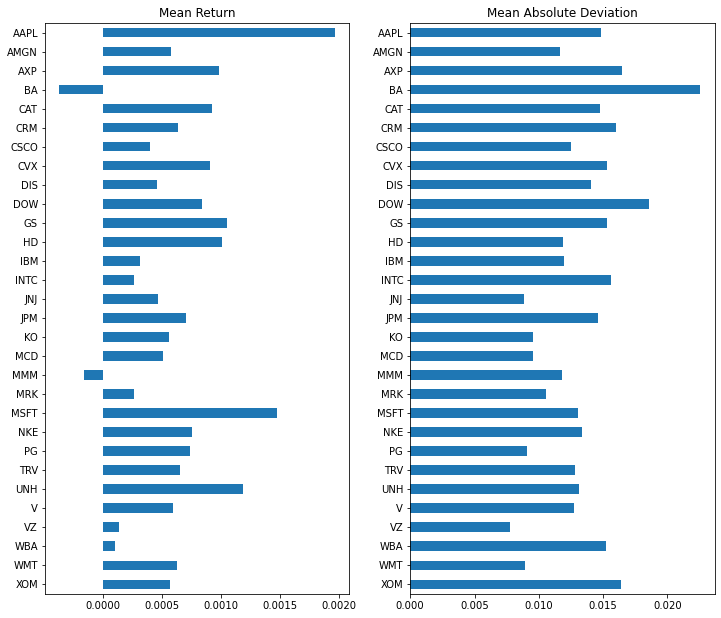 Mean Return
AAPL
AMGN
AXP
BA
CAT
CRM
CSCO
CVX
DIS
DOW
GS
HD
IBM
INTC
JNJ
JPM
KO
MCD
MMM
MRK
MSFT
NKE
PG
TRV
UNH
V
VZ
WBA
WMT
XOM
0.0000 0.0005 0.0010 0.0015 0.0020
Mean Absolute Deviation
AAPL
AMGN
AXP
BA
CAT
CRM
CSCO
CVX
DIS
DOW
GS
HD
IBM
INTC
JNJ
JPM
KO
MCD
MMM
MRK
MSFT
NKE
PG
TRV
UNH
V
VZ
WBA
WMT
XOM
0.000 0.005 0.010 0.015 0.020